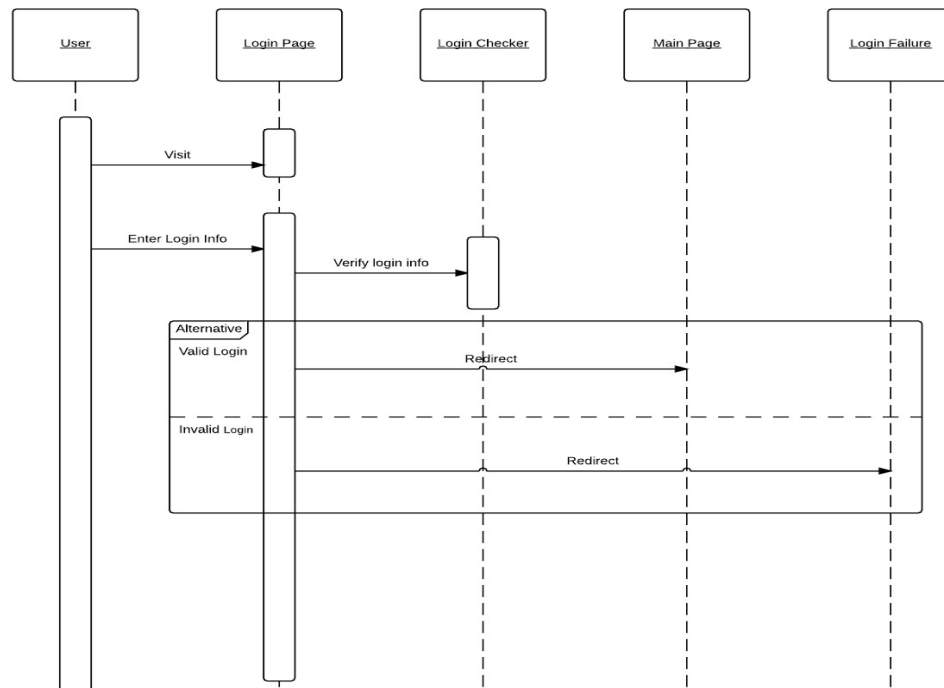 User
Login Page
Login Checker
Main Page
Login Failure
Visit
Enter Login Info
Verify login info
Alternative
Valid Login
Redirect
Invalid Login
Redirect